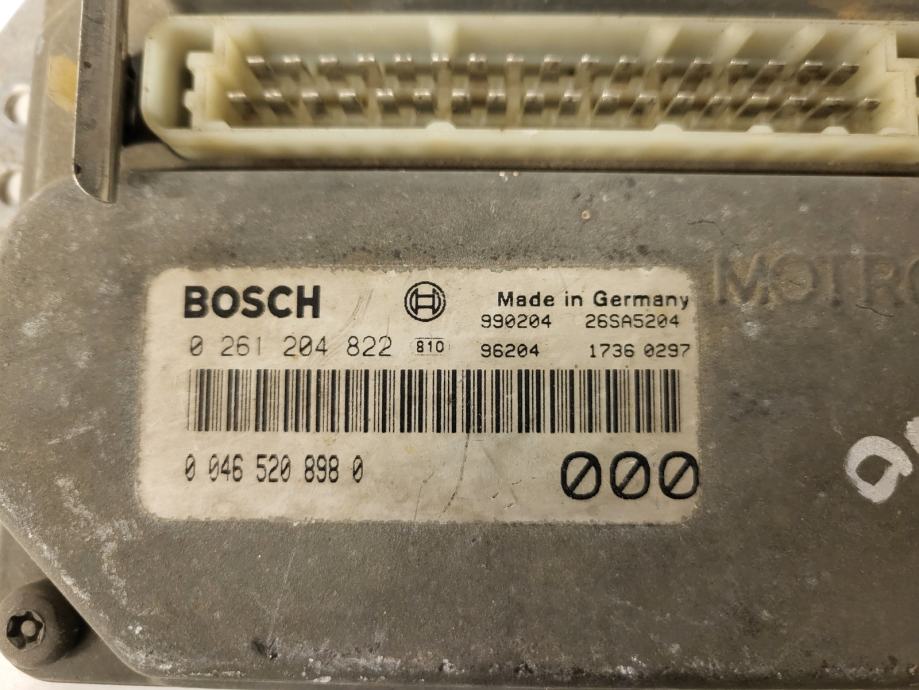 MOTRO
BOSCH Made in Germany
990204 26SA5204
0 261 204 822 810 96204 1736 0297
0 046 520 898 0 000